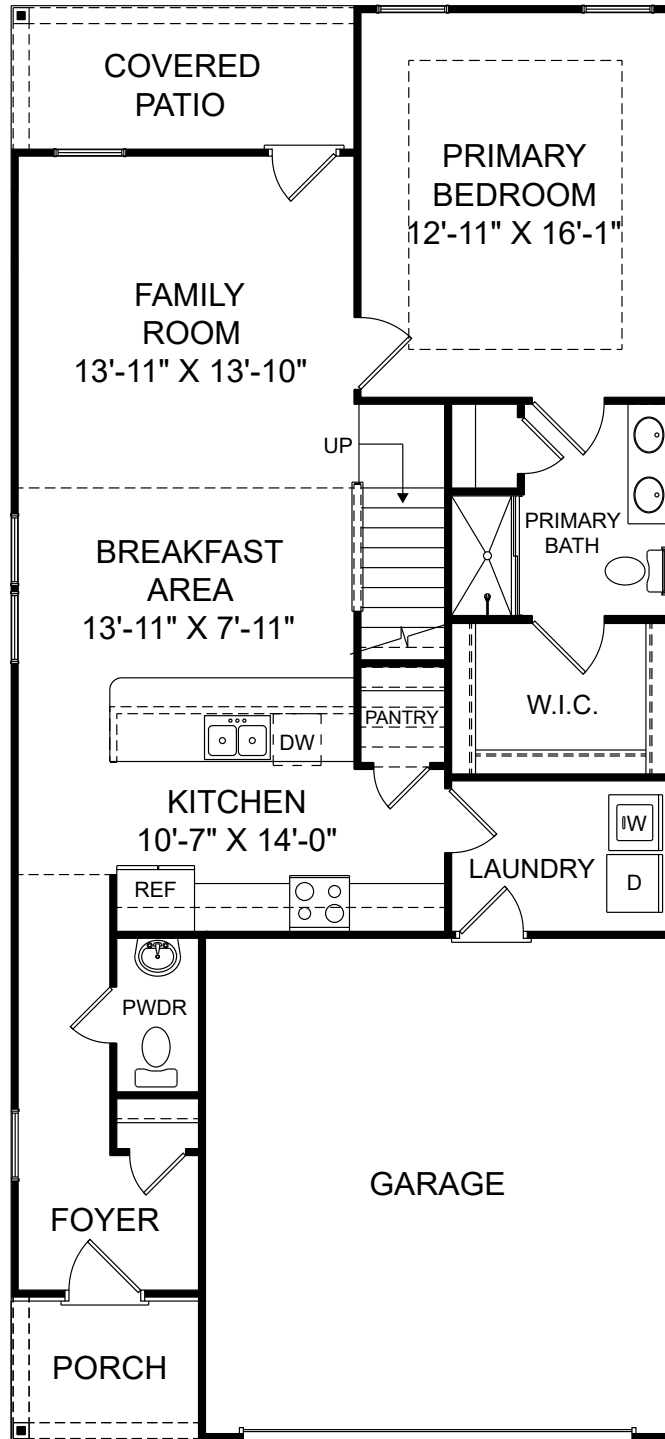 COVERED
PATIO
PRIMARY
BEDROOM
12'-11" X 16'-1"
FAMILY
ROOM
13'-11" X 13'-10"
UP
PRIMARY
BATH
BREAKFAST
AREA
13'-11" X 7'-11"
W.I.C.
PANTRY
DW
KITCHEN
10'-7" X 14'-0"
W
LAUNDRY
D
REF
PWDR
GARAGE
FOYER
PORCH